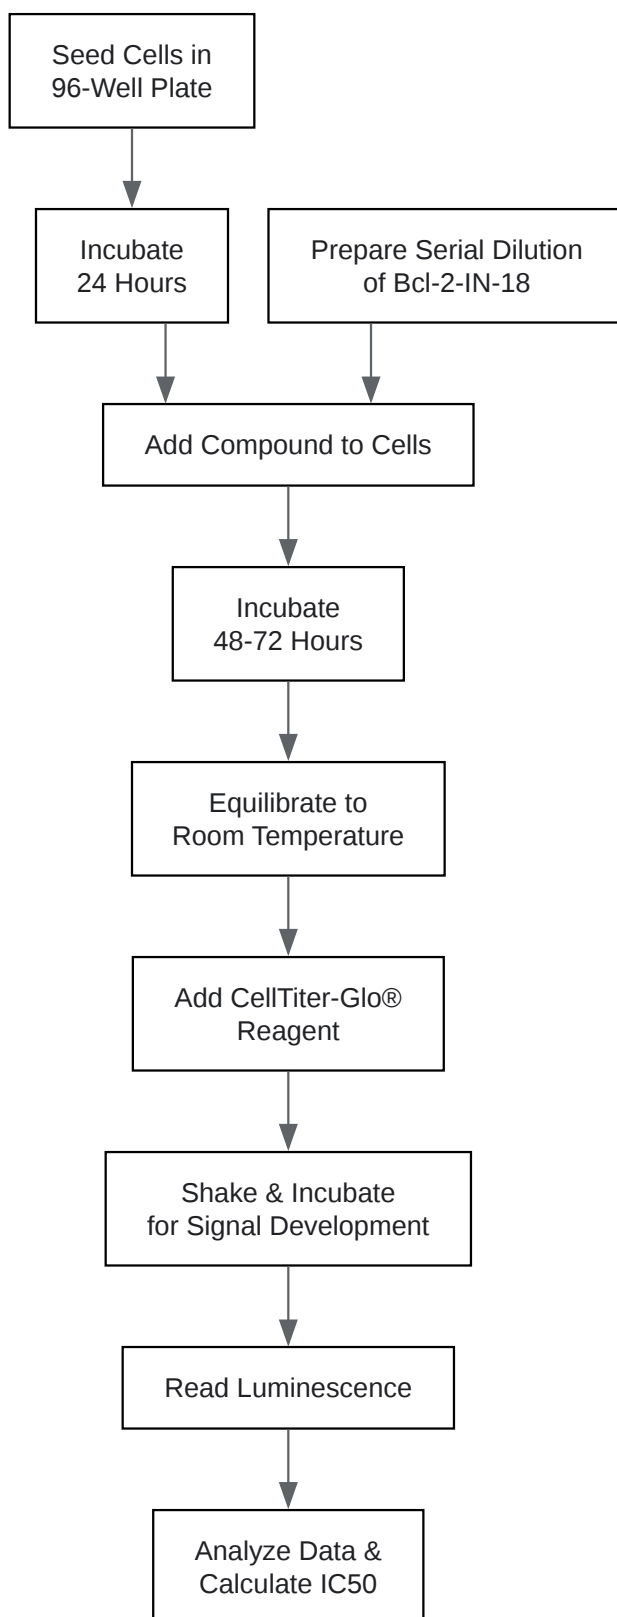 Seed Cells in
96-Well Plate
Incubate
24 Hours
Prepare Serial Dilution
of Bcl-2-IN-18
Add Compound to Cells
Incubate
48-72 Hours
Equilibrate to
Room Temperature
Add CellTiter-Glo®
Reagent
Shake & Incubate
for Signal Development
Read Luminescence
Analyze Data &
Calculate IC50